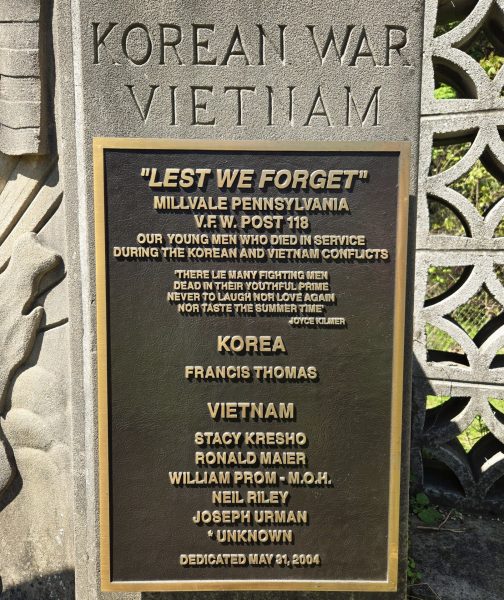 KOREAN WAR
VIETNAM
"LEST WE FORGET"
MILLVALE PENNSYLVANIA
V.F.W. POST 118
OUR YOUNG MEN WHO DIED IN SERVICE
DURING THE KOREAN AND VIETNAM CONFLICTS
'THERE LIE MANY FIGHTING MEN
DEAD IN THEIR YOUTHFUL PRIME
NEVER TO LAUGH NOR LOVE AGAIN
NOR TASTE THE SUMMER TIME'
JOYCE KILMER
KOREA
FRANCIS THOMAS
VIETNAM
STACY KRESHO
RONALD MAIER
WILLIAM PROM - M.O.H.
NEIL RILEY
JOSEPH URMAN
* UNKNOWN
DEDICATED MAY 31, 2004